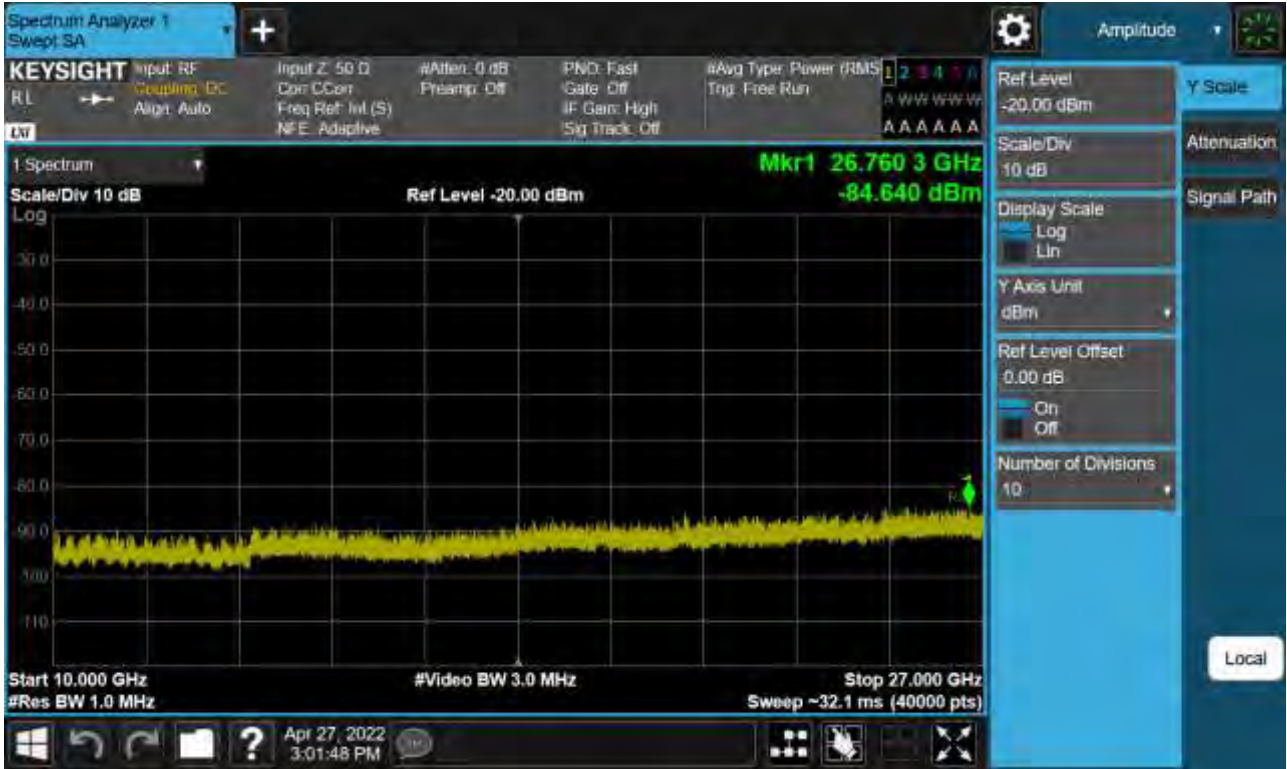 Spectrum Analyzer 1
Swept SA
Amplitude
KEYSIGHT
RL
Input: RF
Coupling: DC
Align: Auto
Input Z: 50 Ω
Corr CCorr
Freq Ref: Int (S)
NFE: Adaptive
#Atten: 0 dB
Preamp: Off
PNO: Fast
Gate: Off
IF Gain: High
Sig Track: Off
#Avg Type: Power (RMS
Trig: Free Run
1 2 3 4 5 6
A W W W W W
A A A A A A
1 Spectrum
Scale/Div 10 dB
Log
Ref Level -20.00 dBm
Mkr1 26.760 3 GHz
-84.640 dBm
-30.0
-40.0
-50.0
-60.0
-70.0
-80.0
-90.0
-100
-110
Start 10.000 GHz
#Res BW 1.0 MHz
#Video BW 3.0 MHz
Stop 27.000 GHz
Sweep ~32.1 ms (40000 pts)
Ref Level
-20.00 dBm
Scale/Div
10 dB
Display Scale
Log
Lin
Y Axis Unit
dBm
Ref Level Offset
0.00 dB
On
Off
Number of Divisions
10
Y Scale
Attenuation
Signal Path
Local
?
Apr 27, 2022
3:01:48 PM